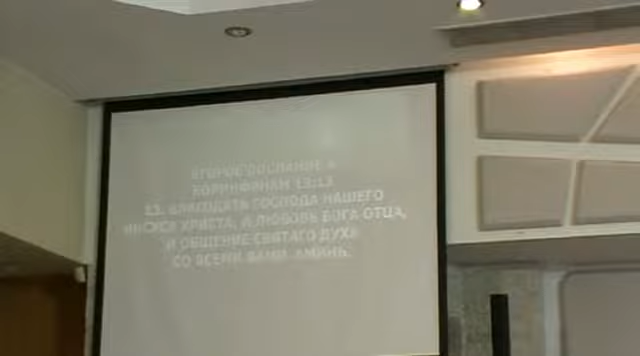 ВТОРОЕ ПОСЛАНИЕ К
КОРИНФЯНАМ 13:13
13. БЛАГОДАТЬ ГОСПОДА НАШЕГО
ИИСУСА ХРИСТА, И ЛЮБОВЬ БОГА ОТЦА,
И ОБЩЕНИЕ СВЯТАГО ДУХА
СО ВСЕМИ ВАМИ. АМИНЬ.